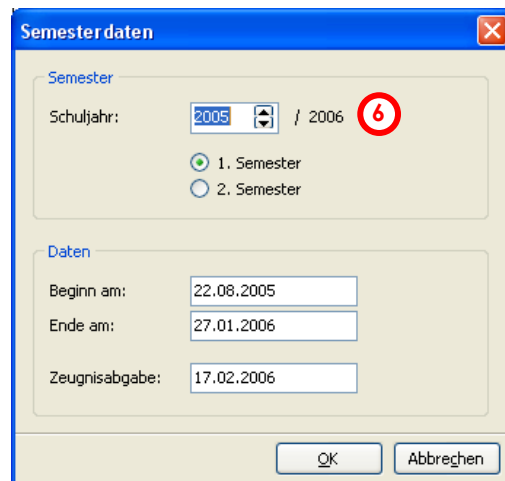 Semesterdaten
Semester
Schuljahr: 2005 / 2006 6
1. Semester
2. Semester
Daten
Beginn am: 22.08.2005
Ende am: 27.01.2006
Zeugnisabgabe: 17.02.2006
OK Abbrechen